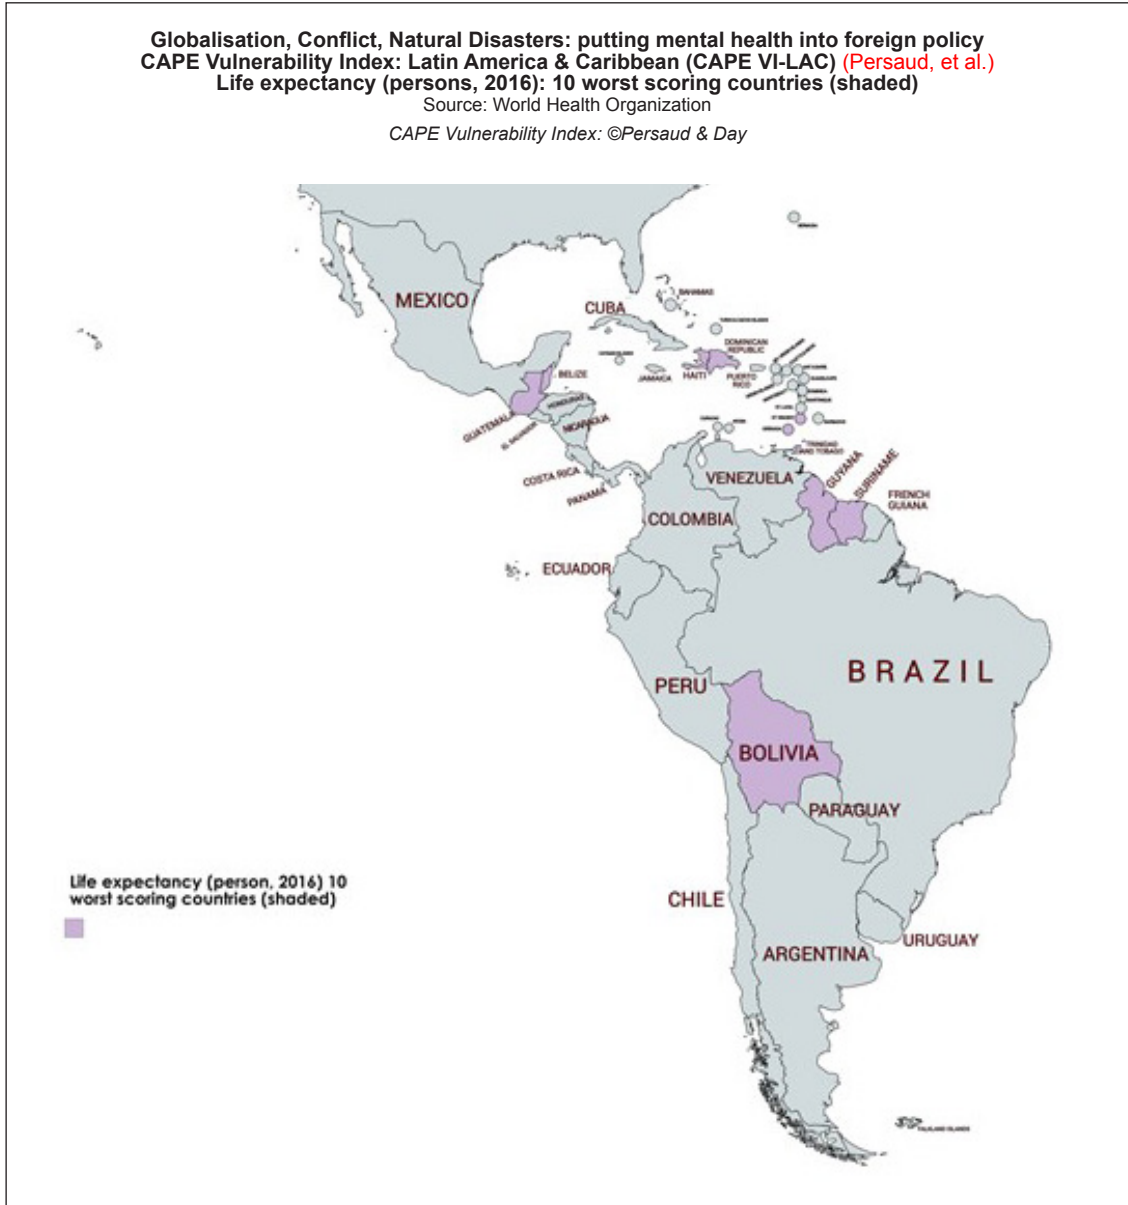 Globalisation, Conflict, Natural Disasters: putting mental health into foreign policy
CAPE Vulnerability Index: Latin America & Caribbean (CAPE VI-LAC) (Persaud, et al.)
Life expectancy (persons, 2016): 10 worst scoring countries (shaded)
Source: World Health Organization
CAPE Vulnerability Index: ©Persaud & Day
MEXICO
CUBA
BAHAMAS
DOMINICAN
REPUBLIC
JAMAICA
HAITI
PUERTO
RICO
BELIZE
GUATEMALA
HONDURAS
EL SALVADOR
NICARAGUA
COSTA RICA
PANAMA
TRINIDAD
AND TOBAGO
VENEZUELA
GUYANA
SURINAME
FRENCH
GUIANA
COLOMBIA
ECUADOR
BRAZIL
PERU
BOLIVIA
PARAGUAY
CHILE
URUGUAY
ARGENTINA
FALKLAND ISLANDS
Life expectancy (person, 2016) 10
worst scoring countries (shaded)